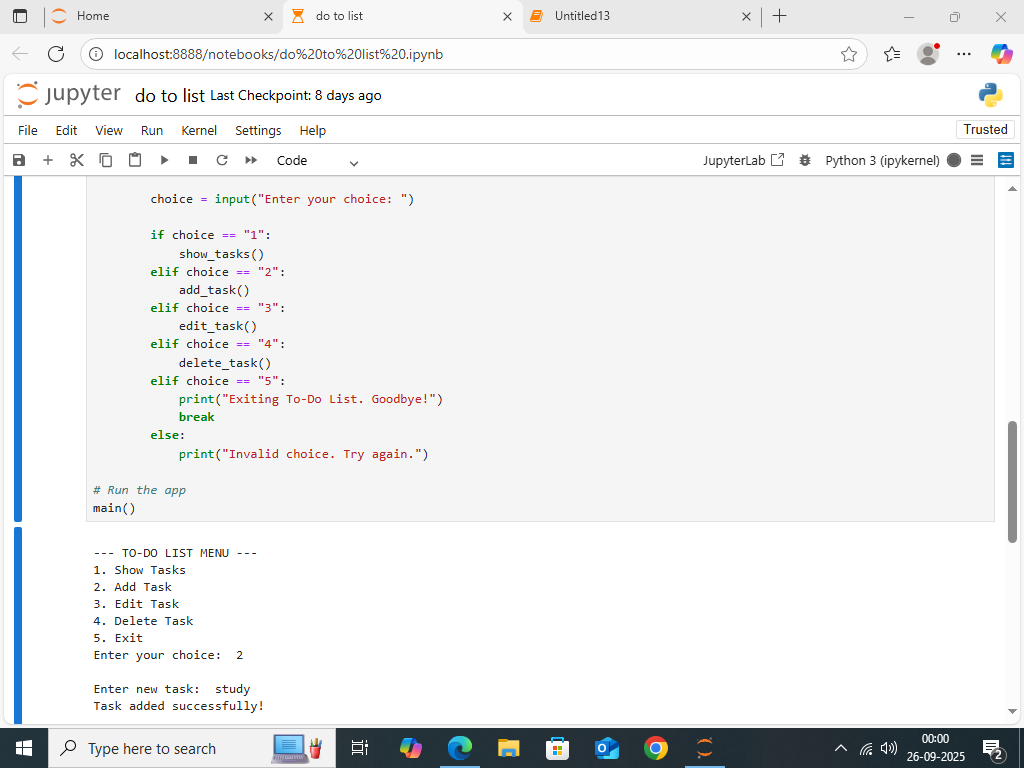 Home
do to list
Untitled13
localhost:8888/notebooks/do%20to%20list%20.ipynb
jupyter do to list Last Checkpoint: 8 days ago
File Edit View Run Kernel Settings Help
Trusted
Code
JupyterLab
Python 3 (ipykernel)
choice = input("Enter your choice: ")
if choice == "1":
show_tasks()
elif choice == "2":
add_task()
elif choice == "3":
edit_task()
elif choice == "4":
delete_task()
elif choice == "5":
print("Exiting To-Do List. Goodbye!")
break
else:
print("Invalid choice. Try again.")
# Run the app
main()
--- TO-DO LIST MENU ---
1. Show Tasks
2. Add Task
3. Edit Task
4. Delete Task
5. Exit
Enter your choice:  2
Enter new task:  study
Task added successfully!
Type here to search
00:00
26-09-2025
2